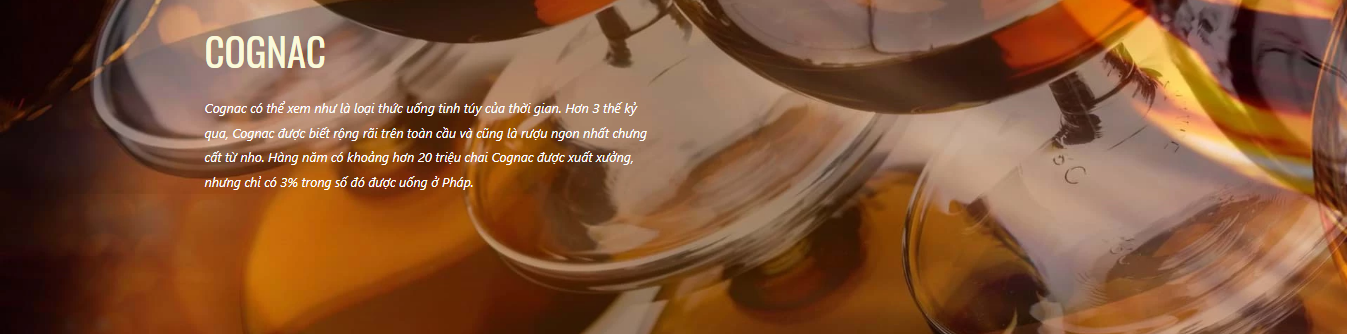 COGNAC
Cognac có thể xem như là loại thức uống tinh túy của thời gian. Hơn 3 thế kỷ
qua, Cognac được biết rộng rãi trên toàn cầu và cũng là rượu ngon nhất chưng
cất từ nho. Hàng năm có khoảng hơn 20 triệu chai Cognac được xuất xưởng,
nhưng chỉ có 3% trong số đó được uống ở Pháp.